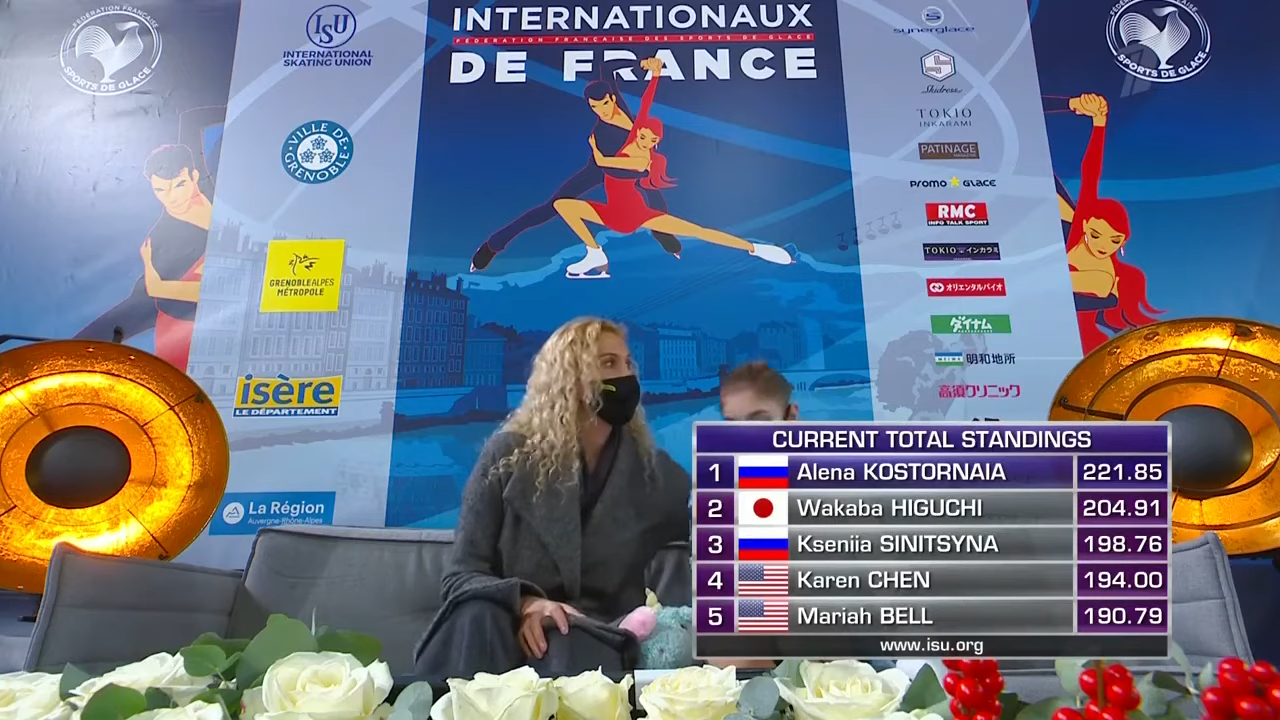 FÉDÉRATION FRANÇAISE
SPORTS DE GLACE
ISU
INTERNATIONAL
SKATING UNION
INTERNATIONAUX
FÉDÉRATION FRANÇAISE DES SPORTS DE GLACE
DE FRANCE
VILLE DE
GRENOBLE
GRENOBLEALPES
MÉTROPOLE
isère
LE DÉPARTEMENT
La Région
Auvergne-Rhône-Alpes
synerglace
Skidress
TOKIO
INKARAMI
PATINAGE
MAGAZINE
PROMO GLACE
RMC
INFO TALK SPORT
TOKIO インカラミ
オリエンタルバイオ
ダイナム
明和地所
高須クリニック
SPORTS DE GLACE
CURRENT TOTAL STANDINGS
1 Alena KOSTORNAIA 221.85
2 Wakaba HIGUCHI 204.91
3 Kseniia SINITSYNA 198.76
4 Karen CHEN 194.00
5 Mariah BELL 190.79
www.isu.org